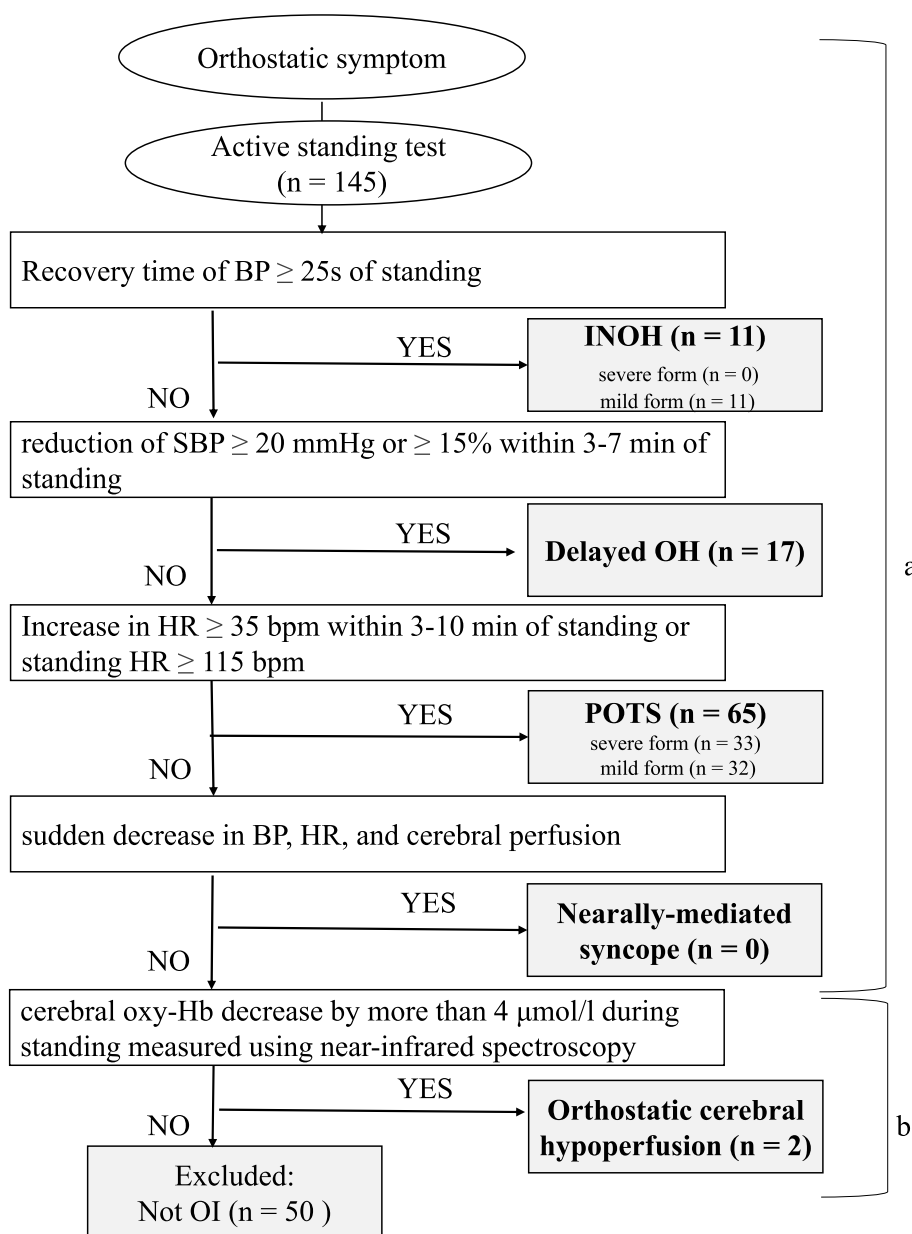 Orthostatic symptom
Active standing test
(n = 145)
Recovery time of BP ≥ 25s of standing
YES
INOH (n = 11)
severe form (n = 0)
mild form (n = 11)
NO
reduction of SBP ≥ 20 mmHg or ≥ 15% within 3-7 min of
standing
YES
Delayed OH (n = 17)
NO
a
Increase in HR ≥ 35 bpm within 3-10 min of standing or
standing HR ≥ 115 bpm
YES
POTS (n = 65)
severe form (n = 33)
mild form (n = 32)
NO
sudden decrease in BP, HR, and cerebral perfusion
YES
Nearally-mediated
syncope (n = 0)
NO
cerebral oxy-Hb decrease by more than 4 μmol/l during
standing measured using near-infrared spectroscopy
YES
Orthostatic cerebral
hypoperfusion (n = 2)
b
NO
Excluded:
Not OI (n = 50 )